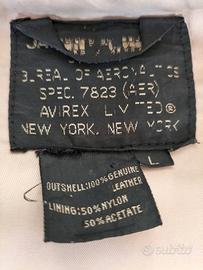 BUREAU OF AERONAUTICS
SPEC. 7823 (AER)
AVIREX LIMITED®
NEW YORK, NEW YORK
L
OUTSHELL:100% GENUINE
LEATHER
LINING:50% NYLON
50% ACETATE
subito